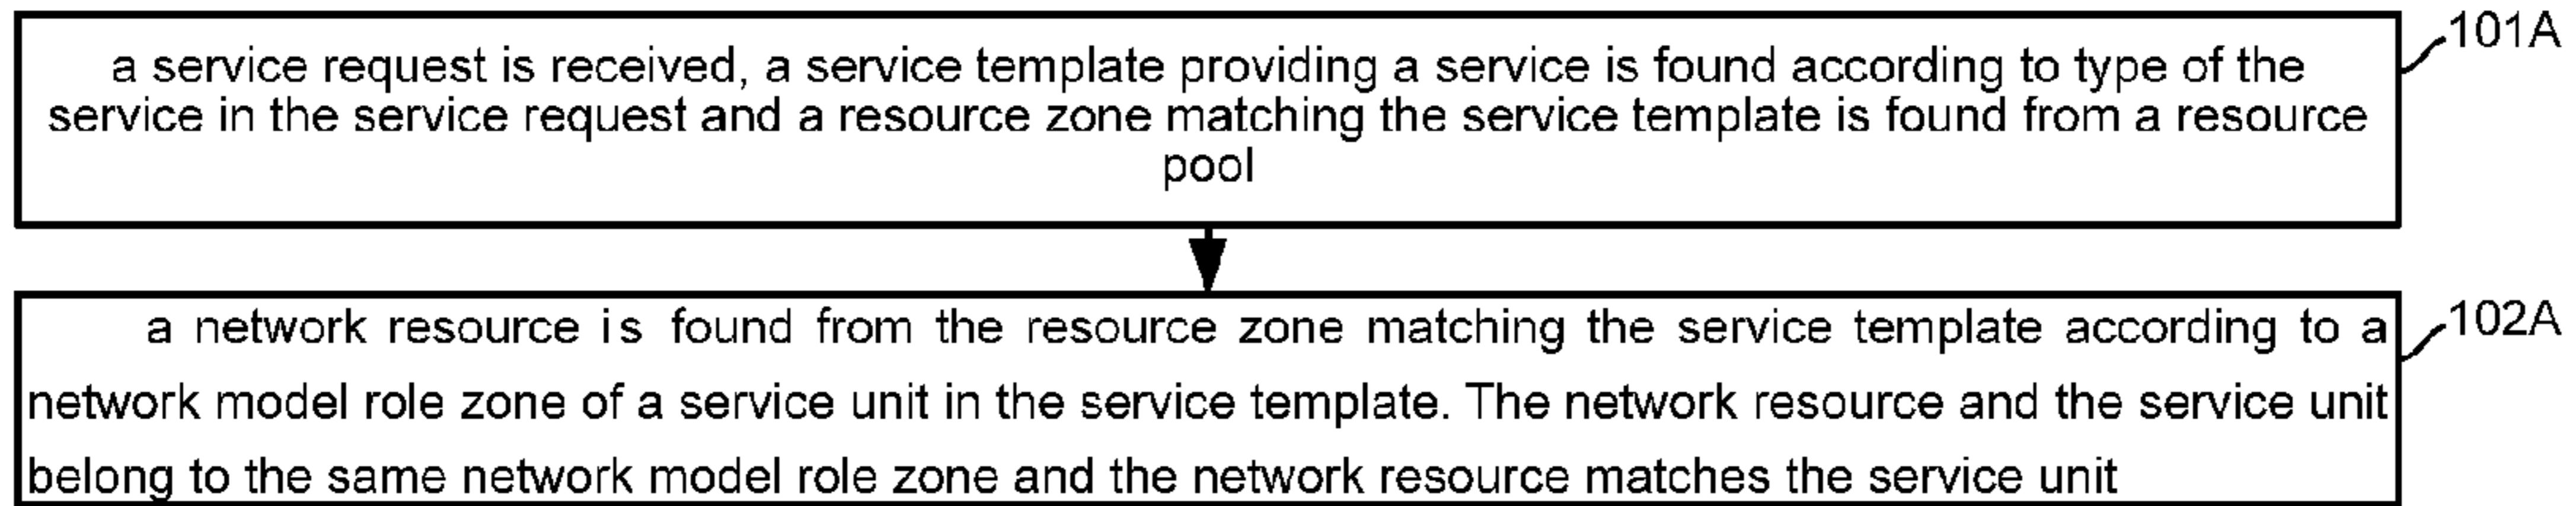 a service request is received, a service template providing a service is found according to type of the
service in the service request and a resource zone matching the service template is found from a resource
pool
101A
a network resource is found from the resource zone matching the service template according to a
network model role zone of a service unit in the service template. The network resource and the service unit
belong to the same network model role zone and the network resource matches the service unit
102A